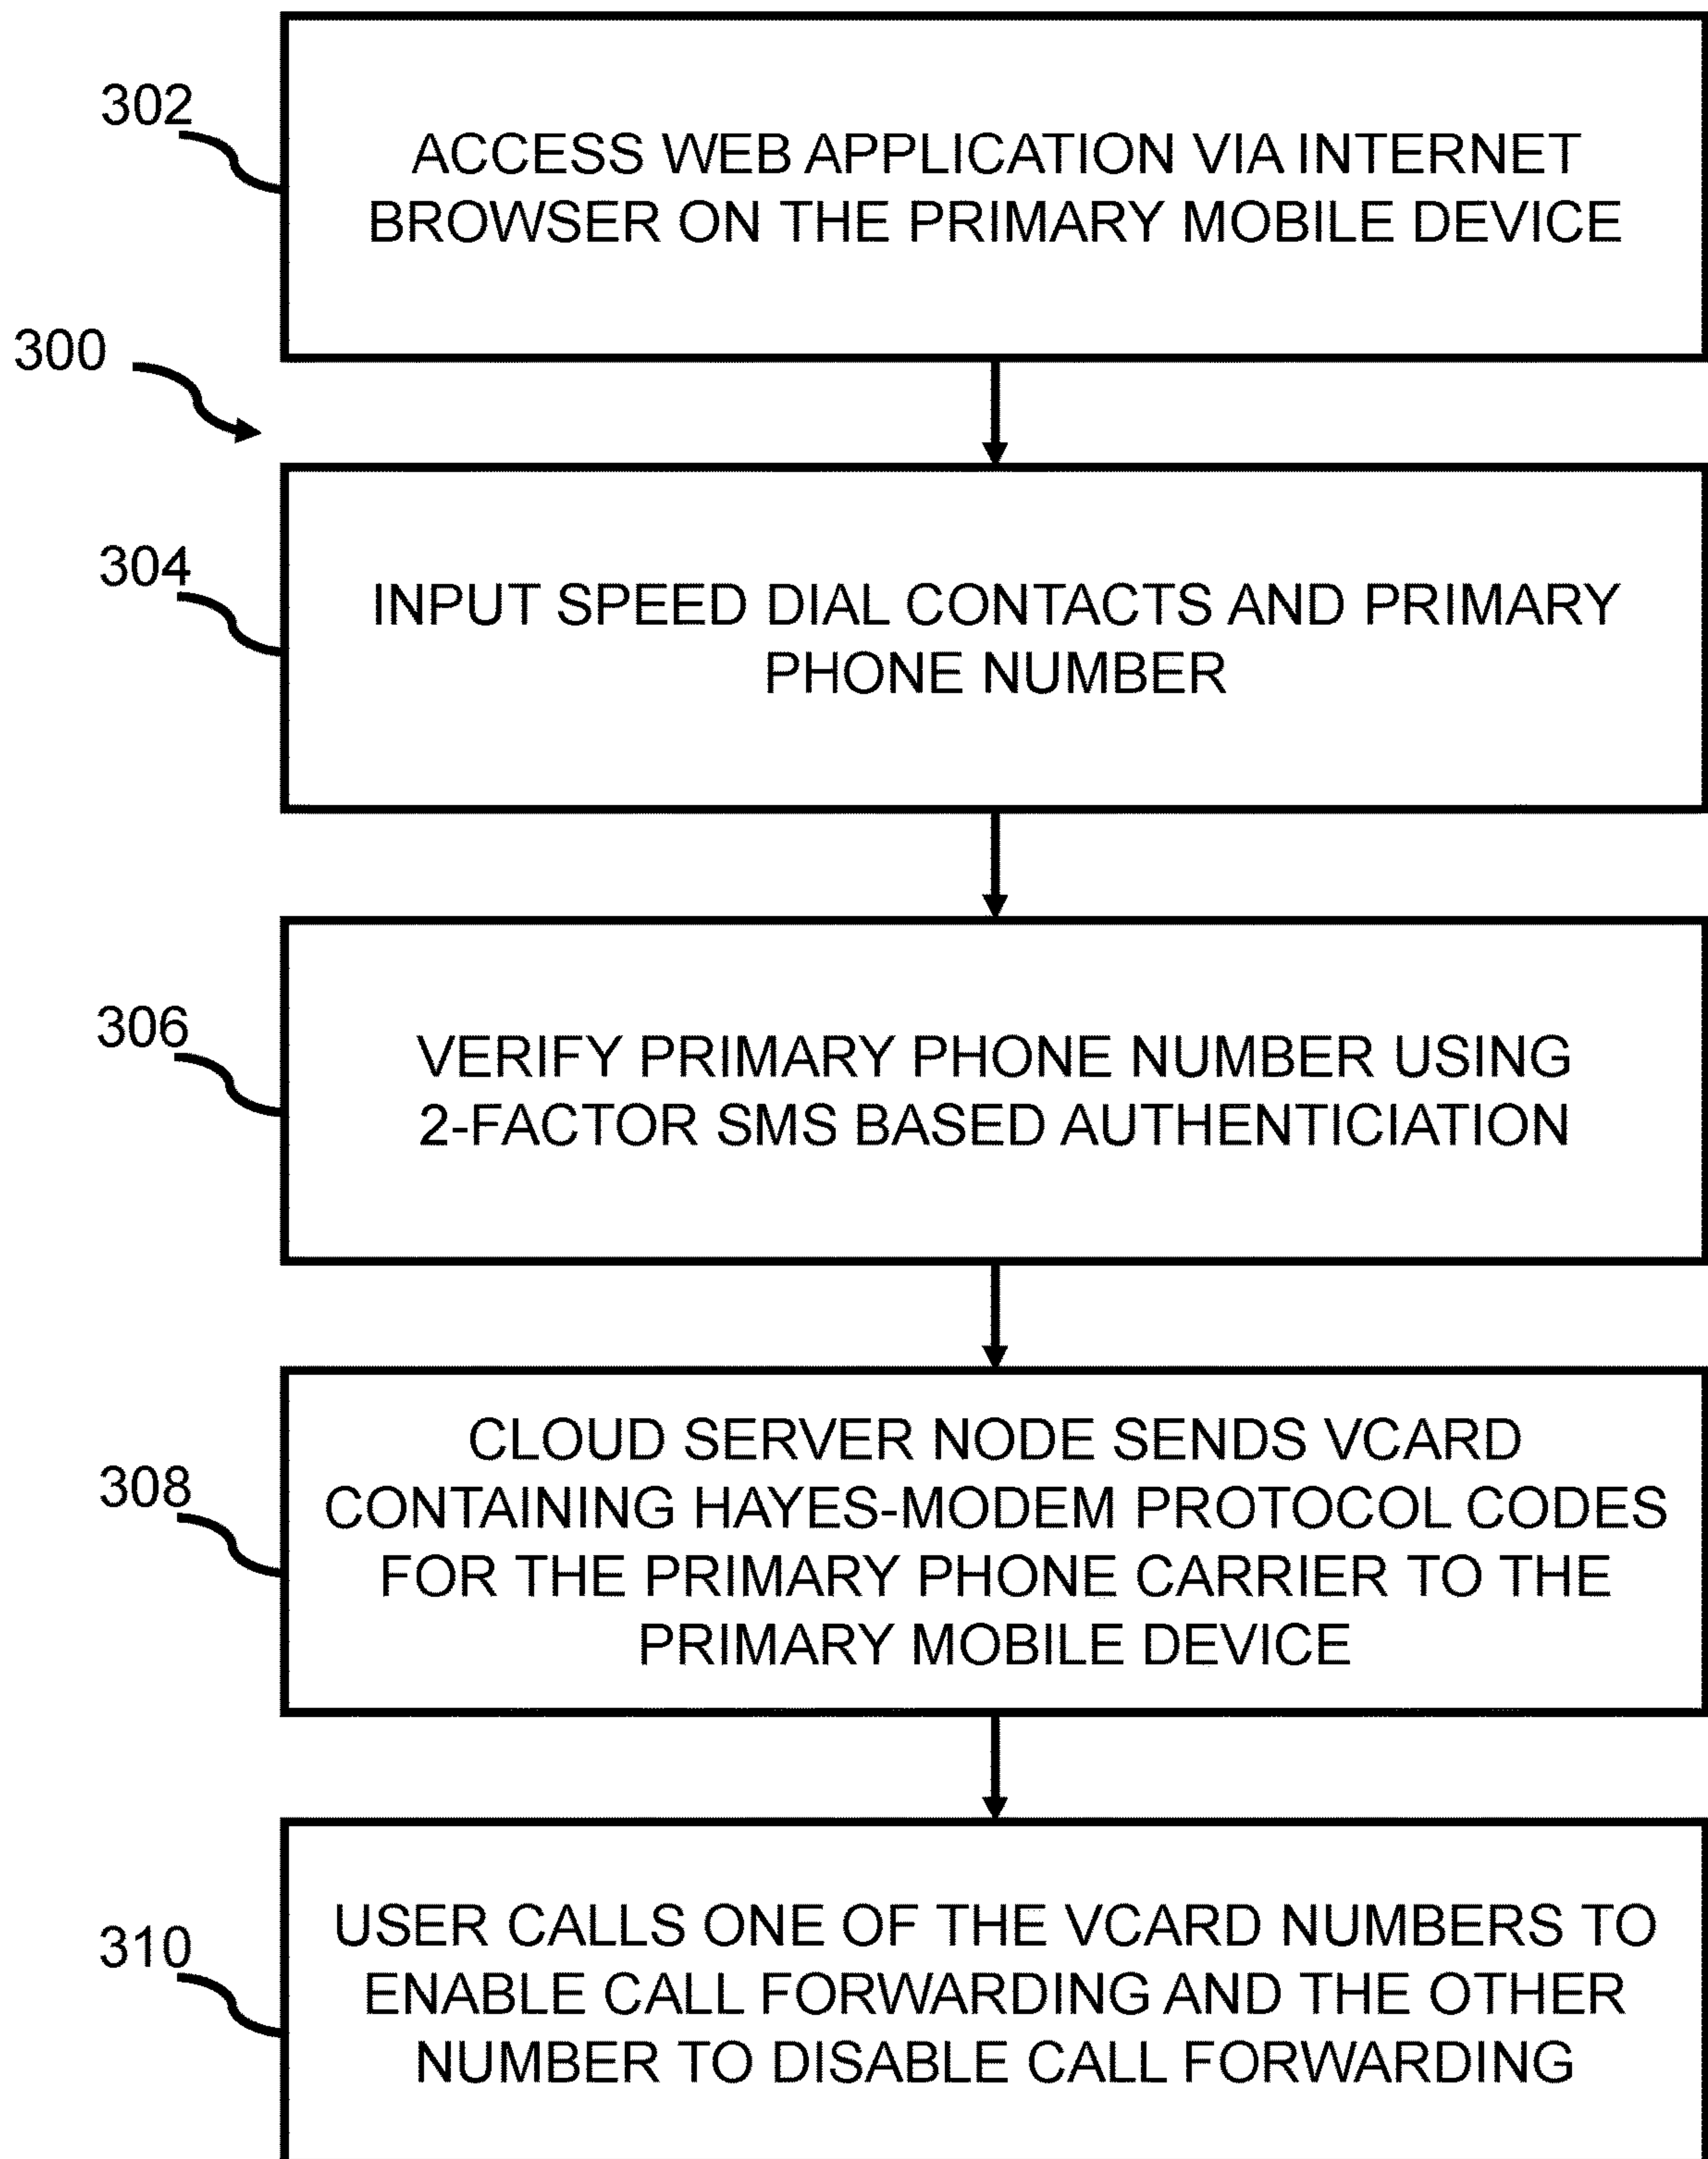 302
ACCESS WEB APPLICATION VIA INTERNET
BROWSER ON THE PRIMARY MOBILE DEVICE
300
304
INPUT SPEED DIAL CONTACTS AND PRIMARY
PHONE NUMBER
306
VERIFY PRIMARY PHONE NUMBER USING
2-FACTOR SMS BASED AUTHENTICIATION
308
CLOUD SERVER NODE SENDS VCARD
CONTAINING HAYES-MODEM PROTOCOL CODES
FOR THE PRIMARY PHONE CARRIER TO THE
PRIMARY MOBILE DEVICE
310
USER CALLS ONE OF THE VCARD NUMBERS TO
ENABLE CALL FORWARDING AND THE OTHER
NUMBER TO DISABLE CALL FORWARDING